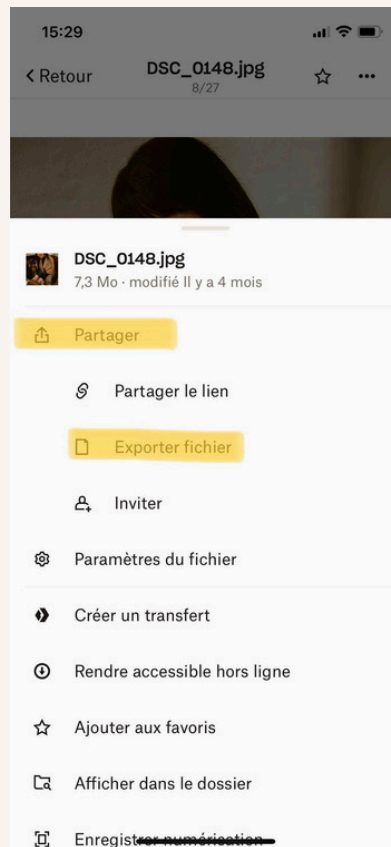 15:29
Retour
DSC_0148.jpg
8/27
DSC_0148.jpg
7,3 Mo · modifié Il y a 4 mois
Partager
Partager le lien
Exporter fichier
Inviter
Paramètres du fichier
Créer un transfert
Rendre accessible hors ligne
Ajouter aux favoris
Afficher dans le dossier
Enregistrer numérisation